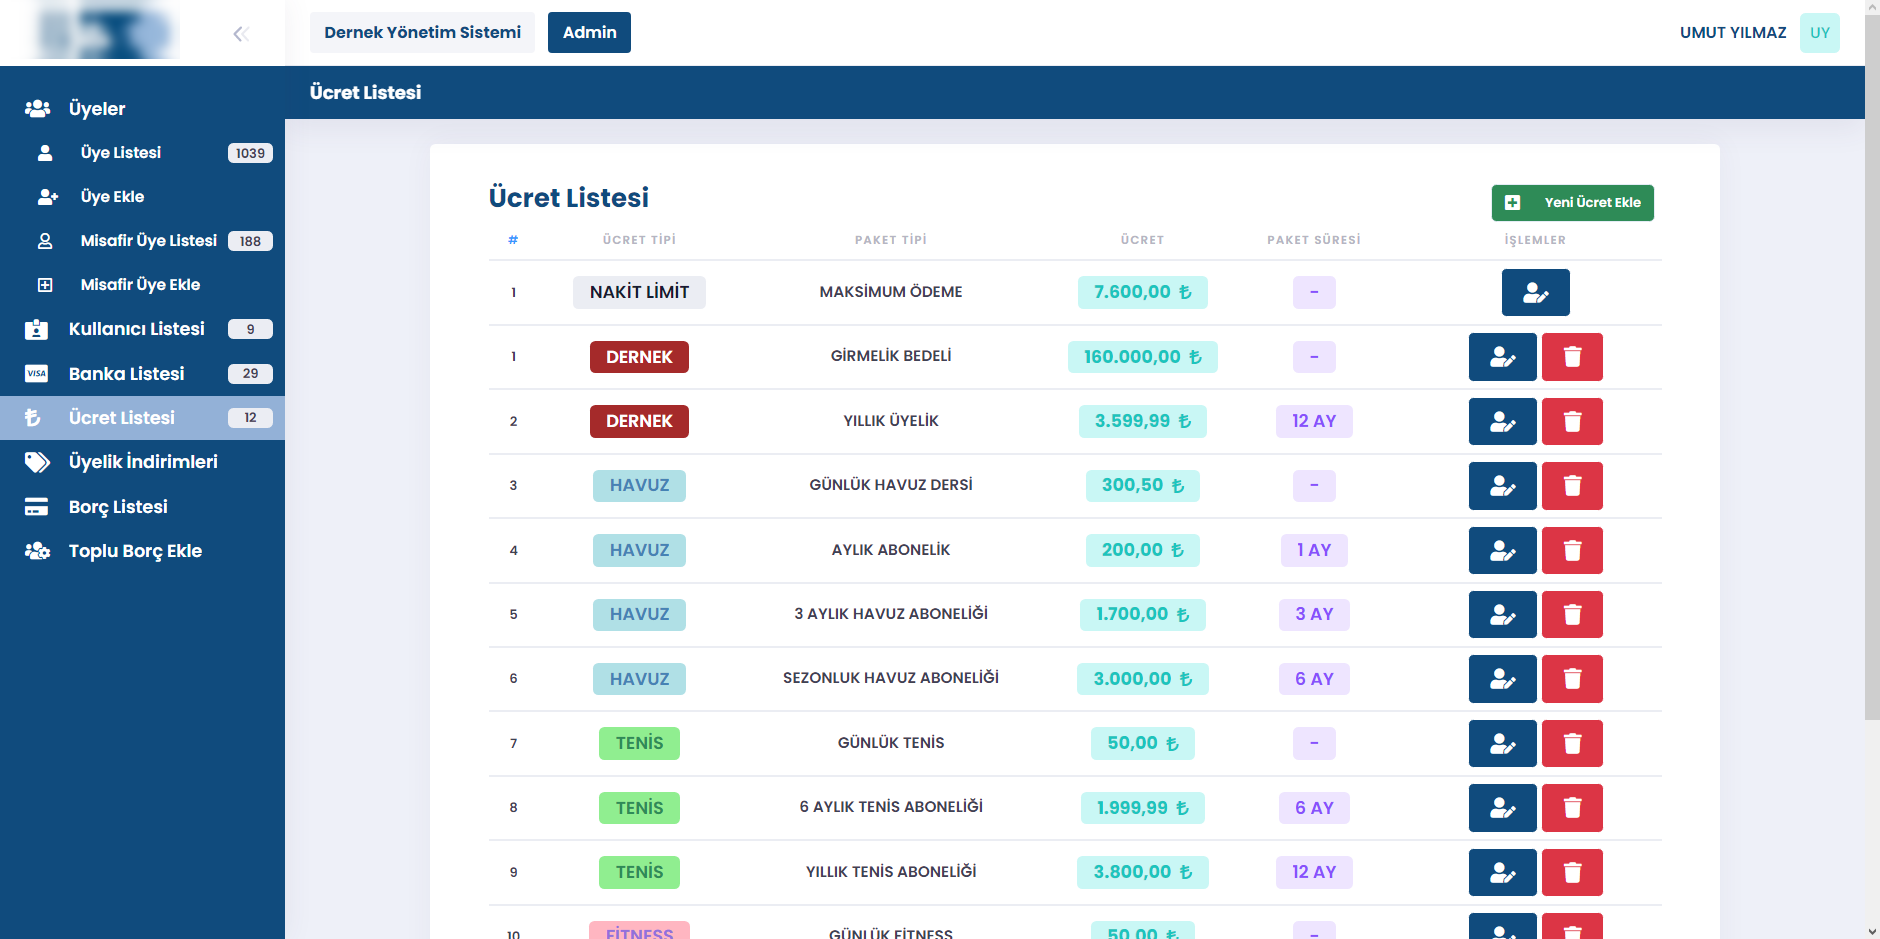 Dernek Yönetim Sistemi
Admin
UMUT YILMAZ
UY
Üyeler
Üye Listesi 1039
Üye Ekle
Misafir Üye Listesi 188
Misafir Üye Ekle
Kullanıcı Listesi 9
VISA Banka Listesi 29
₺ Ücret Listesi 12
Üyelik İndirimleri
Borç Listesi
Toplu Borç Ekle
Ücret Listesi
Ücret Listesi
Yeni Ücret Ekle
# ÜCRET TİPİ PAKET TİPİ ÜCRET PAKET SÜRESİ İŞLEMLER
1 NAKİT LİMİT MAKSİMUM ÖDEME 7.600,00 ₺ -
1 DERNEK GİRMELİK BEDELİ 160.000,00 ₺ -
2 DERNEK YILLIK ÜYELİK 3.599,99 ₺ 12 AY
3 HAVUZ GÜNLÜK HAVUZ DERSİ 300,50 ₺ -
4 HAVUZ AYLIK ABONELİK 200,00 ₺ 1 AY
5 HAVUZ 3 AYLIK HAVUZ ABONELİĞİ 1.700,00 ₺ 3 AY
6 HAVUZ SEZONLUK HAVUZ ABONELİĞİ 3.000,00 ₺ 6 AY
7 TENİS GÜNLÜK TENİS 50,00 ₺ -
8 TENİS 6 AYLIK TENİS ABONELİĞİ 1.999,99 ₺ 6 AY
9 TENİS YILLIK TENİS ABONELİĞİ 3.800,00 ₺ 12 AY
10 FİTNESS GÜNLÜK FİTNESS 50,00 ₺ -